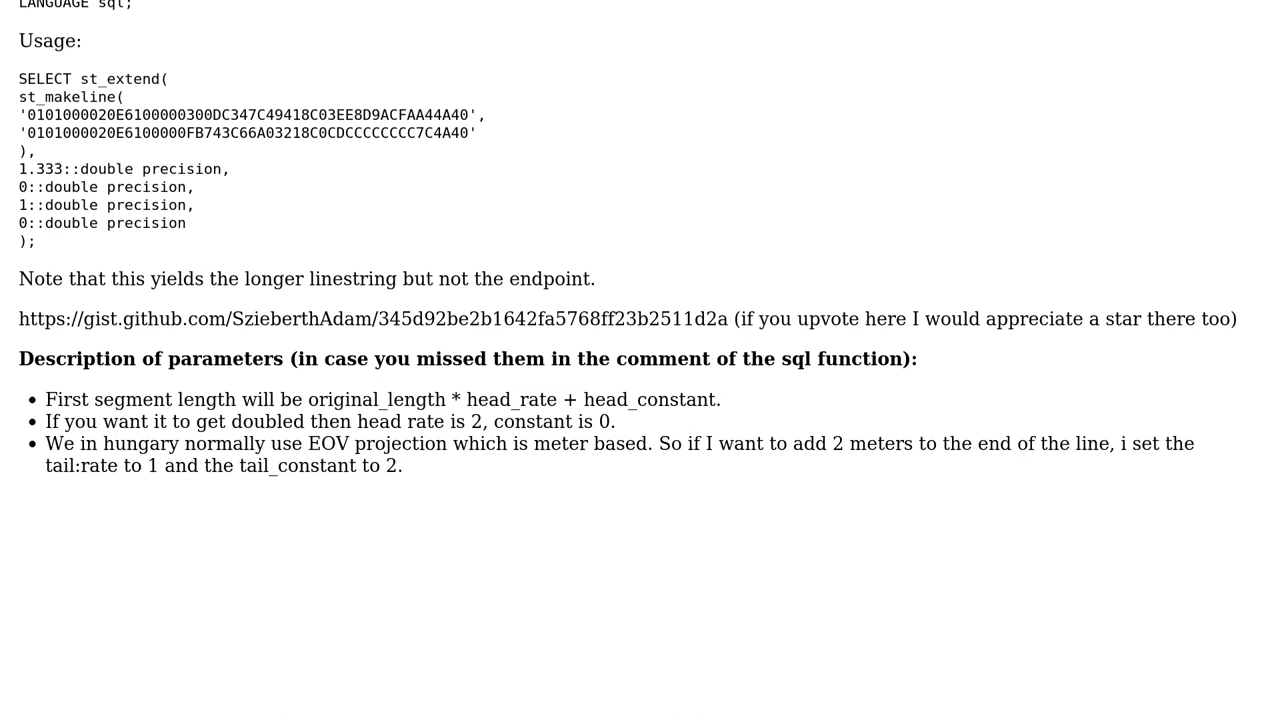 LANGUAGE sql;
Usage:
SELECT st_extend(
st_makeline(
'0101000020E6100000300DC347C49418C03EE8D9ACFAA44A40',
'0101000020E6100000FB743C66A03218C0CDCCCCCCCC7C4A40'
),
1.333::double precision,
0::double precision,
1::double precision,
0::double precision
);
Note that this yields the longer linestring but not the endpoint.
https://gist.github.com/SzieberthAdam/345d92be2b1642fa5768ff23b2511d2a (if you upvote here I would appreciate a star there too)
Description of parameters (in case you missed them in the comment of the sql function):
• First segment length will be original_length * head_rate + head_constant.
• If you want it to get doubled then head rate is 2, constant is 0.
• We in hungary normally use EOV projection which is meter based. So if I want to add 2 meters to the end of the line, i set the
tail:rate to 1 and the tail_constant to 2.